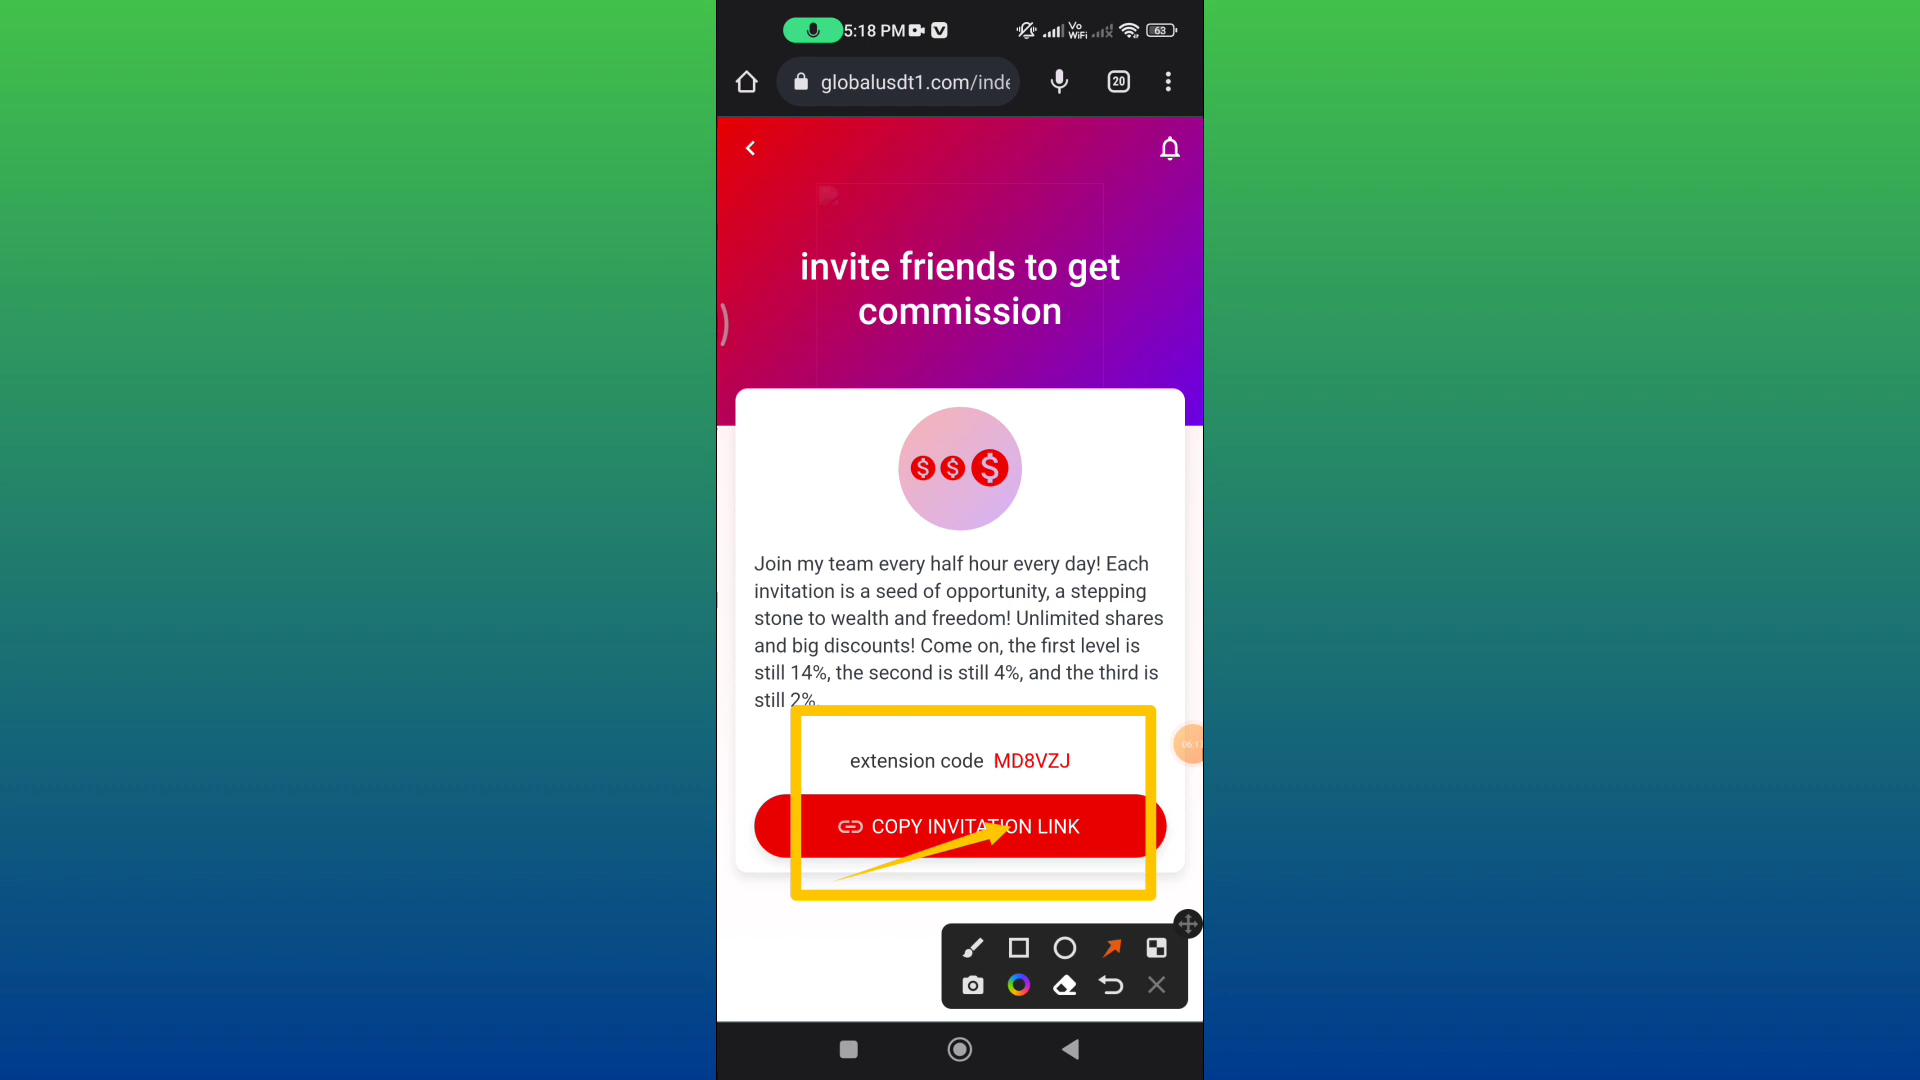 5:18 PM
Vo
WiFi
63
globalusdt1.com/inde
20
invite friends to get
commission
Join my team every half hour every day! Each
invitation is a seed of opportunity, a stepping
stone to wealth and freedom! Unlimited shares
and big discounts! Come on, the first level is
still 14%, the second is still 4%, and the third is
still 2%.
extension code MD8VZJ
COPY INVITATION LINK